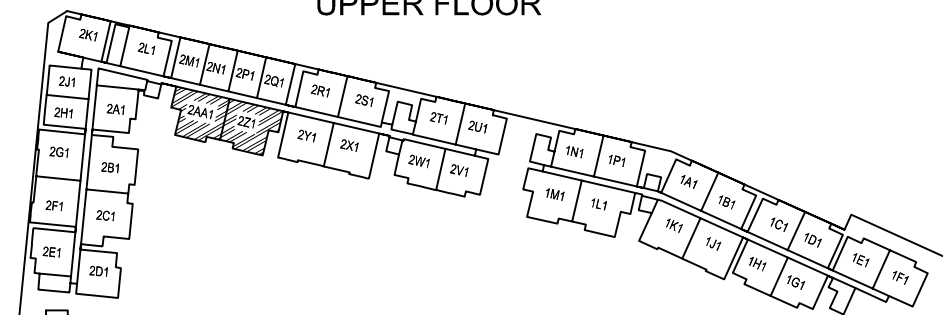 UPPER FLOOR
2K1
2L1
2M1
2N1
2P1
2Q1
2R1
2S1
2T1
2U1
2J1
2H1
2A1
2AA1
2Z1
2Y1
2X1
2W1
2V1
2G1
2B1
2F1
2C1
2E1
2D1
1N1
1P1
1A1
1B1
1C1
1D1
1E1
1F1
1M1
1L1
1K1
1J1
1H1
1G1